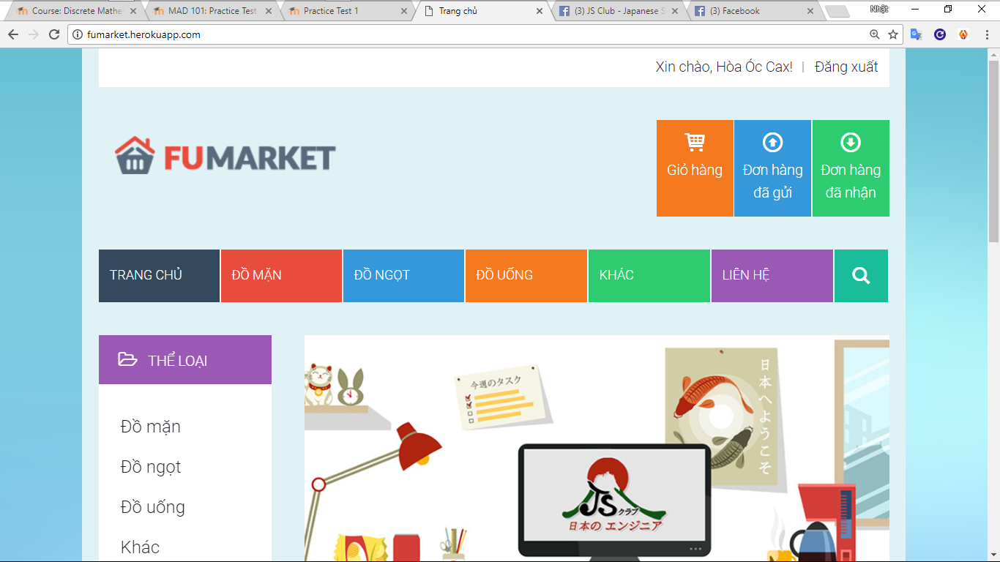 Course: Discrete Mathe
MAD 101: Practice Test
Practice Test 1
Trang chủ
(3) JS Club - Japanese S
(3) Facebook
Nhật
fumarket.herokuapp.com
Xin chào, Hòa Óc Cax! | Đăng xuất
FUMARKET
Giỏ hàng
Đơn hàng
đã gửi
Đơn hàng
đã nhận
TRANG CHỦ
ĐỒ MẶN
ĐỒ NGỌT
ĐỒ UỐNG
KHÁC
LIÊN HỆ
THỂ LOẠI
Đồ mặn
Đồ ngọt
Đồ uống
Khác
今週のタスク
日本へようこそ
JSクラブ
日本の エンジニア